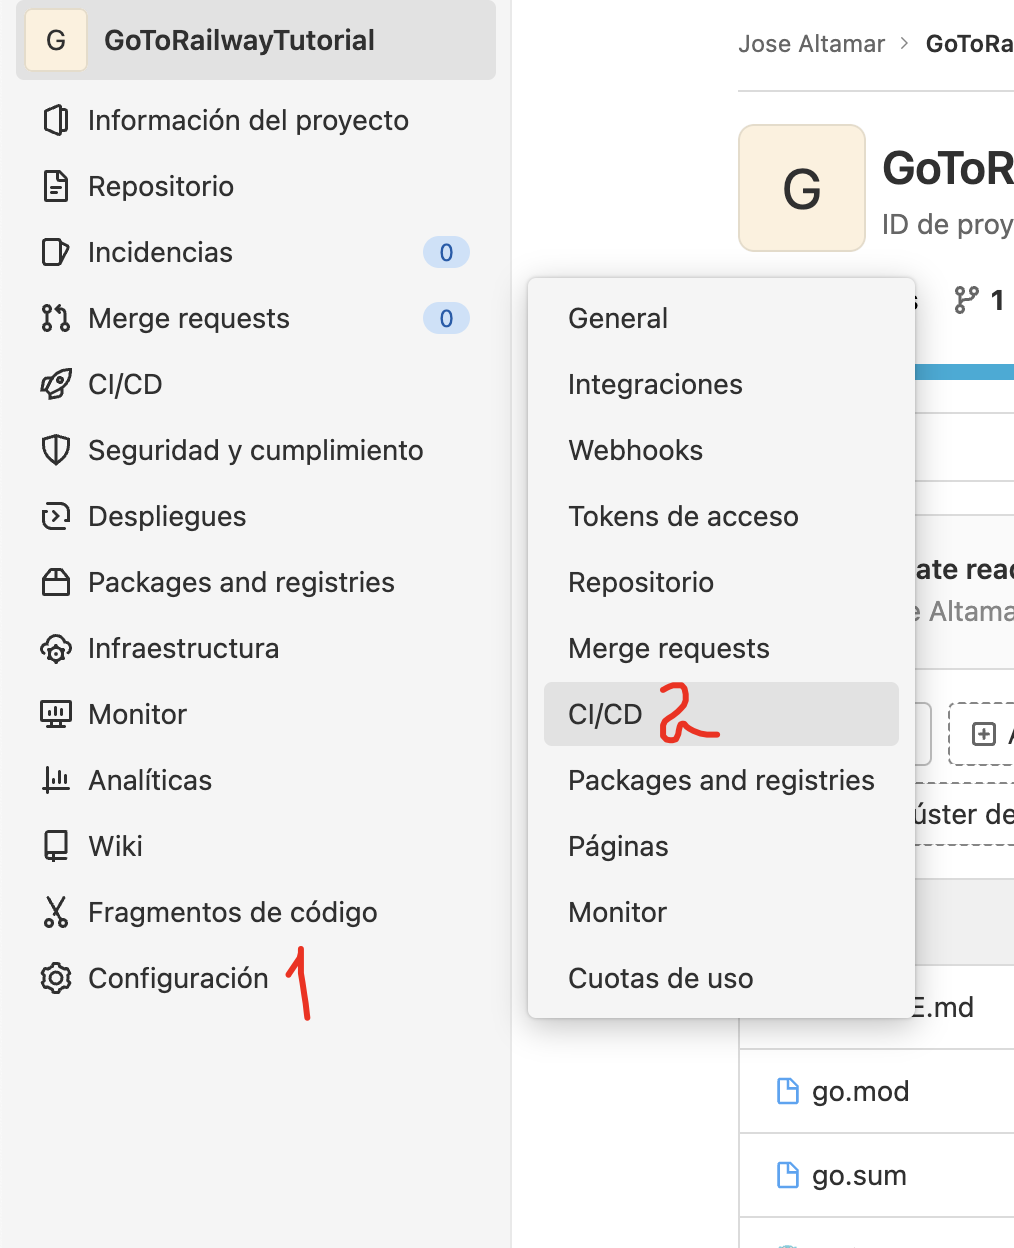 G GoToRailwayTutorial
Información del proyecto
Repositorio
Incidencias 0
Merge requests 0
CI/CD
Seguridad y cumplimiento
Despliegues
Packages and registries
Infraestructura
Monitor
Analíticas
Wiki
Fragmentos de código
Configuración 1
General
Integraciones
Webhooks
Tokens de acceso
Repositorio
Merge requests
CI/CD 2
Packages and registries
Páginas
Monitor
Cuotas de uso
Jose Altamar > GoToRa
G GoToR
ID de proy
s 1
ate read
e Altama
A
úster de
E.md
go.mod
go.sum